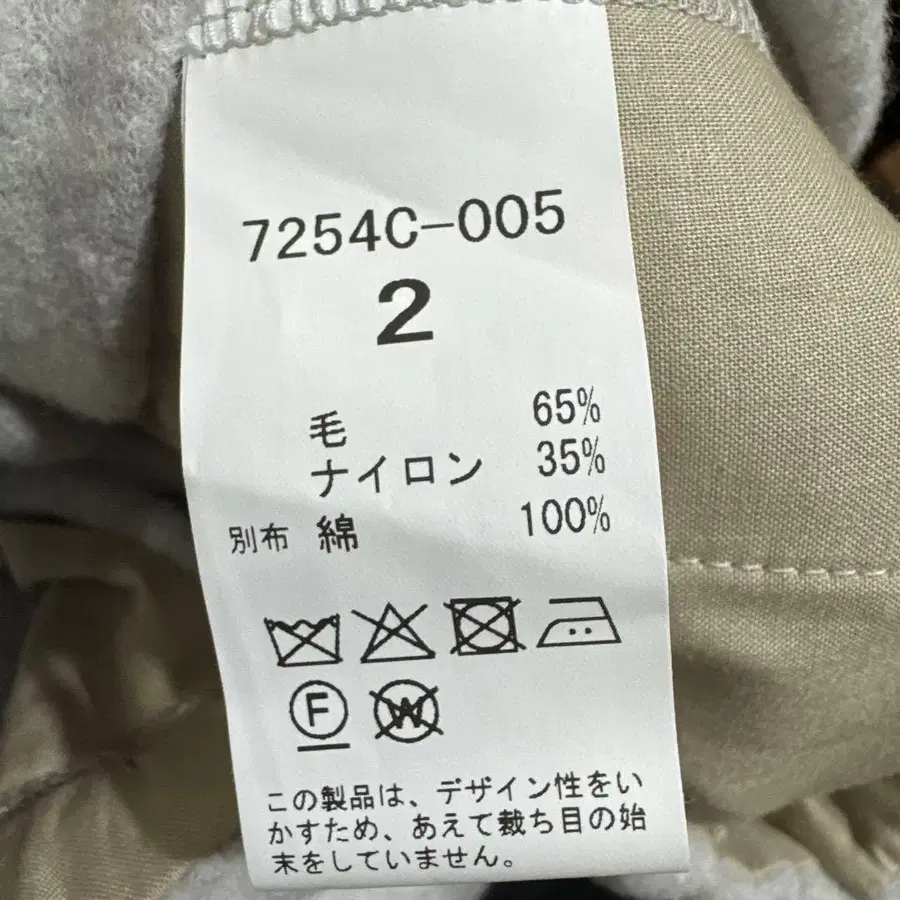 7254C-005
2
毛 65%
ナイロン 35%
別布 綿 100%
F W
この製品は、デザイン性をい
かすため、あえて裁ち目の始
末をしていません。